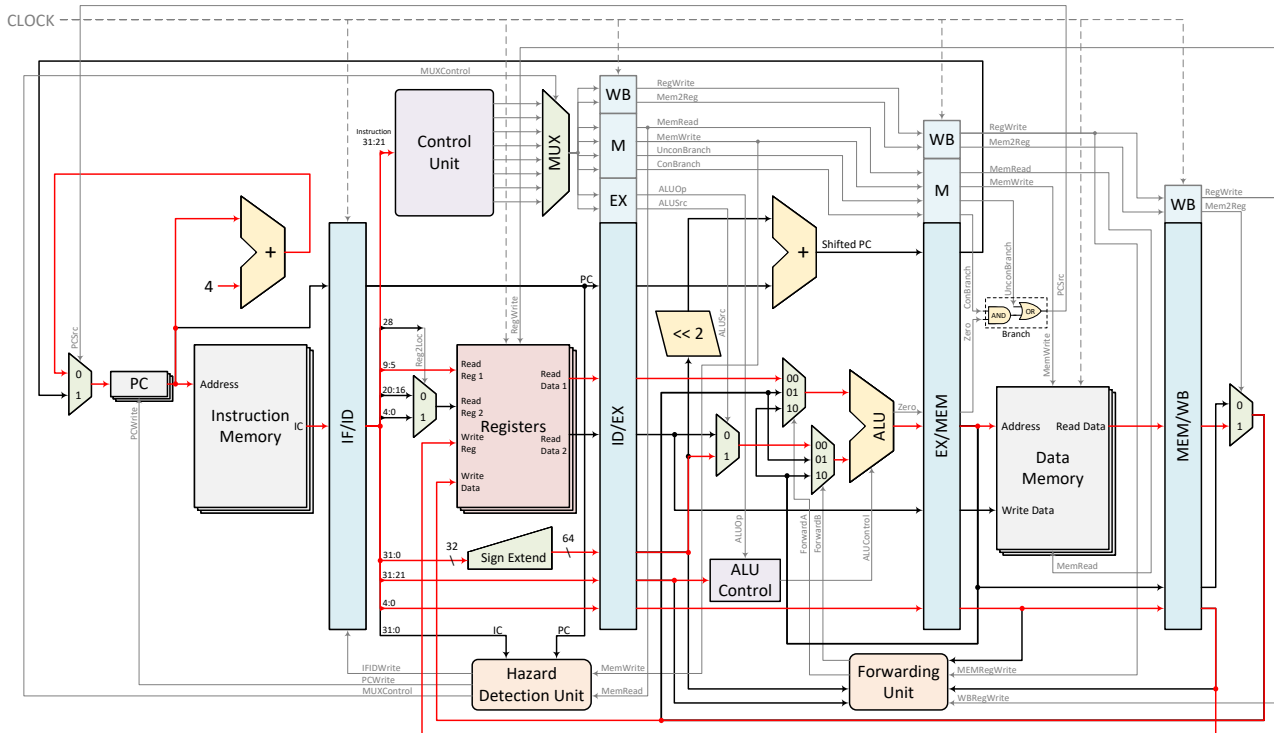 CLOCK
MUXControl
Instruction
31:21
Control
Unit
MUX
WB
M
EX
RegWrite
Mem2Reg
MemRead
MemWrite
UnconBranch
ConBranch
ALUOp
ALUSrc
WB
M
RegWrite
Mem2Reg
MemRead
MemWrite
WB
RegWrite
Mem2Reg
+
4
PCSrc
0
1
PC
PCWrite
Address
Instruction
Memory
IC
IF/ID
28
Reg2Loc
9:5
20:16
4:0
0
1
RegWrite
Read
Reg 1
Read
Reg 2
Write
Reg
Write
Data
Registers
Read
Data 1
Read
Data 2
PC
ID/EX
31:0
32
Sign Extend
64
31:21
4:0
31:0
IC
PC
IFIDWrite
PCWrite
MUXControl
Hazard
Detection Unit
MemWrite
MemRead
+
Shifted PC
<< 2
ALUSrc
0
1
00
01
10
00
01
10
ALU
Zero
ALUOp
ALU
Control
ForwardA
ForwardB
ALUControl
Forwarding
Unit
MEMRegWrite
WBRegWrite
EX/MEM
ConBranch
Zero
UnconBranch
AND
OR
Branch
PCSrc
MemWrite
Address
Read Data
Data
Memory
Write Data
MemRead
MEM/WB
0
1